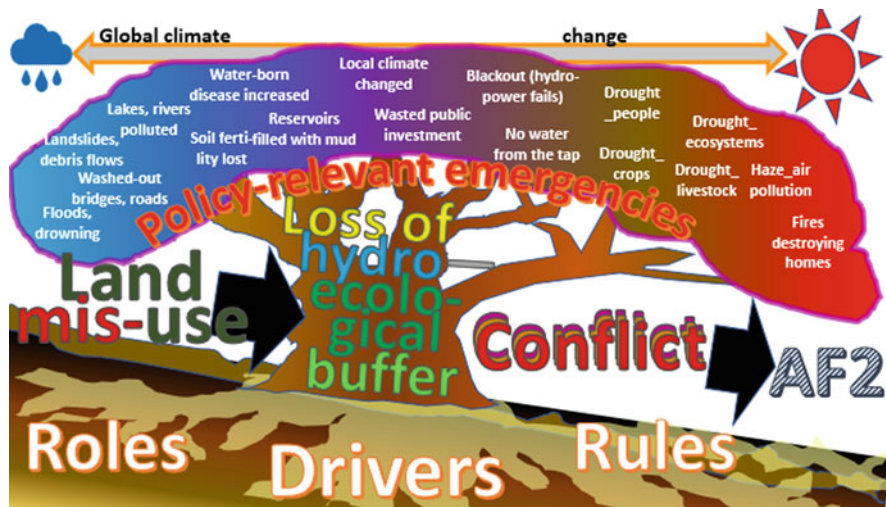 Global climate change
Water-born
disease increased
Local climate
changed
Blackout (hydro-
power fails)
Drought
_people
Lakes, rivers
polluted
Reservoirs
filled with mud
Wasted public
investment
No water
from the tap
Drought_
ecosystems
Landslides,
debris flows
Soil ferti-
lity lost
Drought_
crops
Drought_
livestock
Haze_air
pollution
Washed-out
bridges, roads
Floods,
drowning
Fires
destroying
homes
Policy-relevant emergencies
Land
mis-use
Loss of
hydro
ecolo-
gical
buffer
Conflict
AF2
Roles
Drivers
Rules